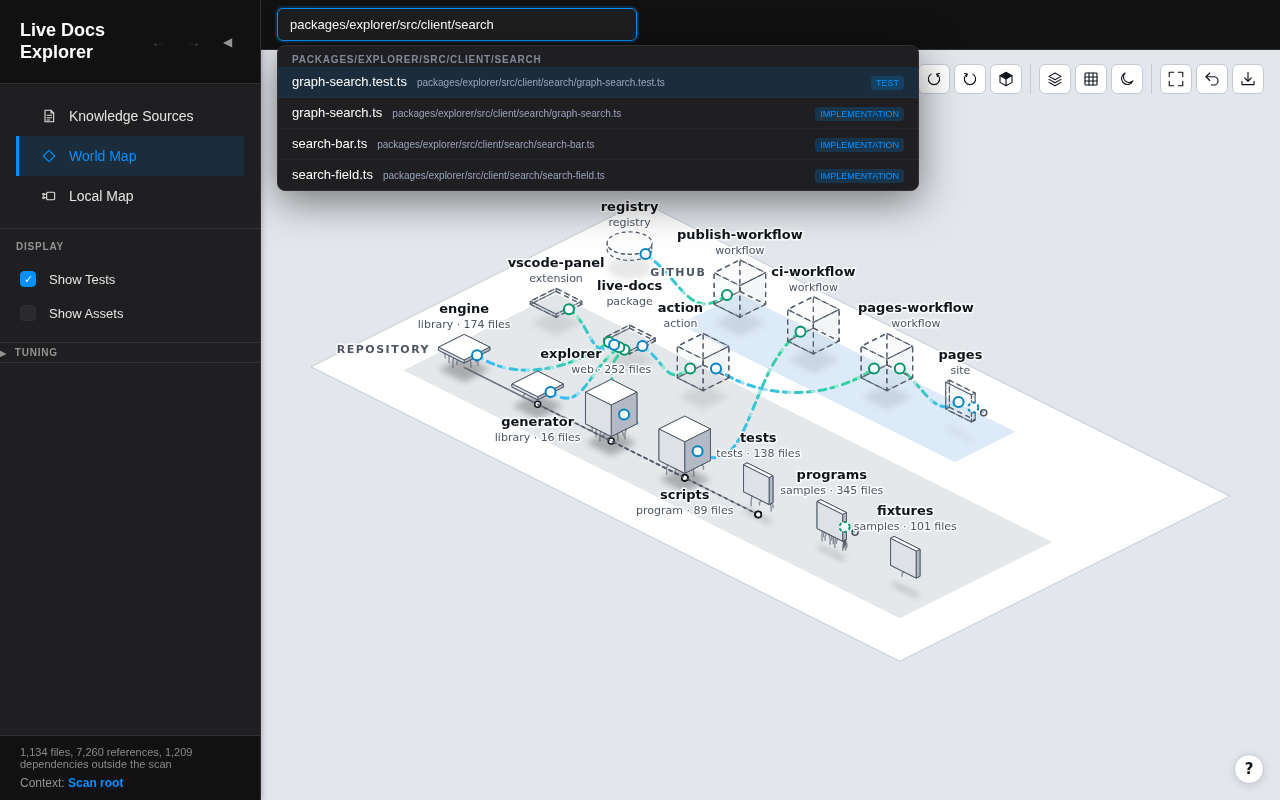 Live Docs
Explorer
Knowledge Sources
World Map
Local Map
DISPLAY
Show Tests
Show Assets
TUNING
1,134 files, 7,260 references, 1,209
dependencies outside the scan
Context: Scan root
packages/explorer/src/client/search
PACKAGES/EXPLORER/SRC/CLIENT/SEARCH
graph-search.test.ts packages/explorer/src/client/search/graph-search.test.ts TEST
graph-search.ts packages/explorer/src/client/search/graph-search.ts IMPLEMENTATION
search-bar.ts packages/explorer/src/client/search/search-bar.ts IMPLEMENTATION
search-field.ts packages/explorer/src/client/search/search-field.ts IMPLEMENTATION
registry
registry
publish-workflow
workflow
vscode-panel
extension
GITHUB
ci-workflow
workflow
live-docs
package
action
action
pages-workflow
workflow
engine
library · 174 files
REPOSITORY
explorer
web · 252 files
pages
site
generator
library · 16 files
tests
tests · 138 files
programs
samples · 345 files
scripts
program · 89 files
fixtures
samples · 101 files
?